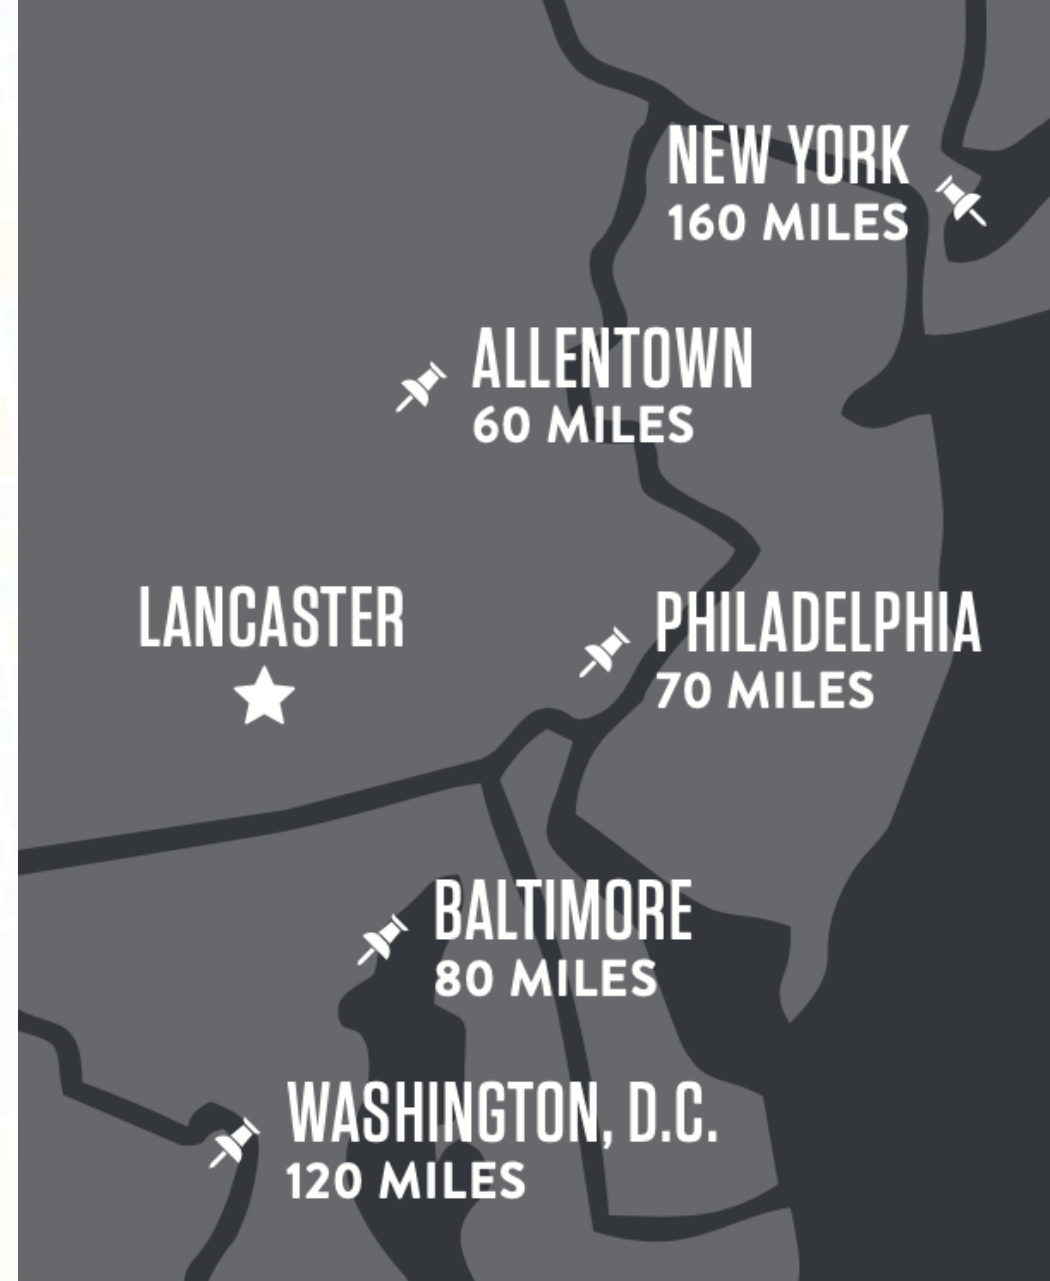 NEW YORK
160 MILES
ALLENTOWN
60 MILES
LANCASTER
PHILADELPHIA
70 MILES
BALTIMORE
80 MILES
WASHINGTON, D.C.
120 MILES